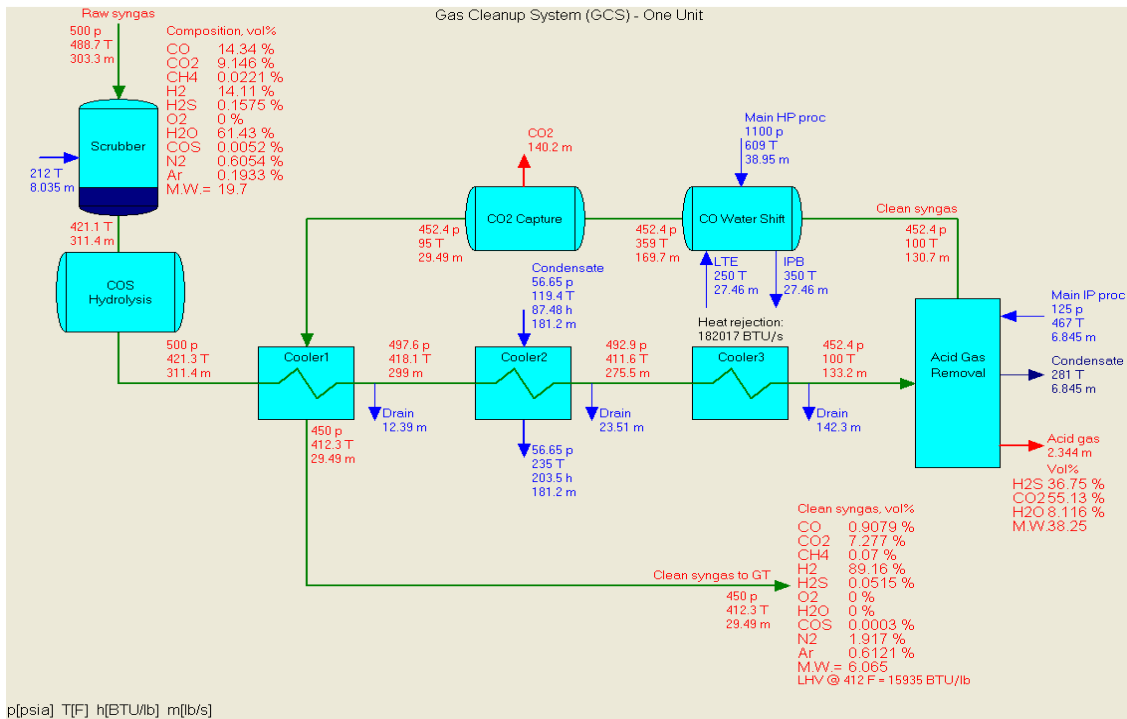 Gas Cleanup System (GCS) - One Unit
Raw syngas
500 p
488.7 T
303.3 m
Composition, vol%
CO 14.34 %
CO2 9.146 %
CH4 0.0221 %
H2 14.11 %
H2S 0.1575 %
O2 0 %
H2O 61.43 %
COS 0.0052 %
N2 0.6054 %
Ar 0.1933 %
M.W.= 19.7
Scrubber
212 T
8.035 m
421.1 T
311.4 m
COS
Hydrolysis
500 p
421.3 T
311.4 m
CO2
140.2 m
CO2 Capture
452.4 p
95 T
29.49 m
Main HP proc
1100 p
609 T
38.95 m
CO Water Shift
452.4 p
359 T
169.7 m
LTE
250 T
27.46 m
IPB
350 T
27.46 m
Clean syngas
452.4 p
100 T
130.7 m
Condensate
56.65 p
119.4 T
87.48 h
181.2 m
Heat rejection:
182017 BTU/s
Cooler1
497.6 p
418.1 T
299 m
Drain
12.39 m
450 p
412.3 T
29.49 m
Cooler2
492.9 p
411.6 T
275.5 m
Drain
23.51 m
56.65 p
235 T
203.5 h
181.2 m
Cooler3
452.4 p
100 T
133.2 m
Drain
142.3 m
Acid Gas
Removal
Main IP proc
125 p
467 T
6.845 m
Condensate
281 T
6.845 m
Acid gas
2.344 m
Vol%
H2S 36.75 %
CO2 55.13 %
H2O 8.116 %
M.W. 38.25
Clean syngas to GT
450 p
412.3 T
29.49 m
Clean syngas, vol%
CO 0.9079 %
CO2 7.277 %
CH4 0.07 %
H2 89.16 %
H2S 0.0515 %
O2 0 %
H2O 0 %
COS 0.0003 %
N2 1.917 %
Ar 0.6121 %
M.W.= 6.065
LHV @ 412 F = 15935 BTU/lb
p[psia] T[F] h[BTU/lb] m[lb/s]